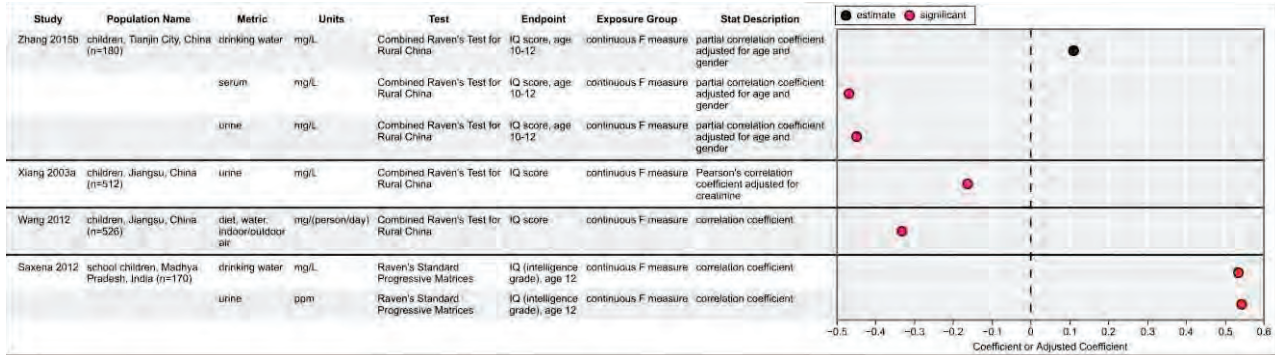 Study Population Name Metric Units Test Endpoint Exposure Group Stat Description
estimate significant
Zhang 2015b children, Tianjin City, China drinking water mg/L Combined Raven's Test for IQ score, age continuous F measure partial correlation coefficient
(n=180) Rural China 10-12 adjusted for age and
gender
serum mg/L Combined Raven's Test for IQ score, age continuous F measure partial correlation coefficient
Rural China 10-12 adjusted for age and
gender
urine mg/L Combined Raven's Test for IQ score, age continuous F measure partial correlation coefficient
Rural China 10-12 adjusted for age and
gender
Xiang 2003a children, Jiangsu, China urine mg/L Combined Raven's Test for IQ score continuous F measure Pearson's correlation
(n=512) Rural China coefficient adjusted for
creatinine
Wang 2012 children, Jiangsu, China diet, water, mg/(person/day) Combined Raven's Test for IQ score continuous F measure correlation coefficient
(n=526) indoor/outdoor Rural China
air
Saxena 2012 school children, Madhya drinking water mg/L Raven's Standard IQ (intelligence continuous F measure correlation coefficient
Pradesh, India (n=170) Progressive Matrices grade), age 12
urine ppm Raven's Standard IQ (intelligence continuous F measure correlation coefficient
Progressive Matrices grade), age 12
-0.5 -0.4 -0.3 -0.2 -0.1 0 0.1 0.2 0.3 0.4 0.5 0.6
Coefficient or Adjusted Coefficient